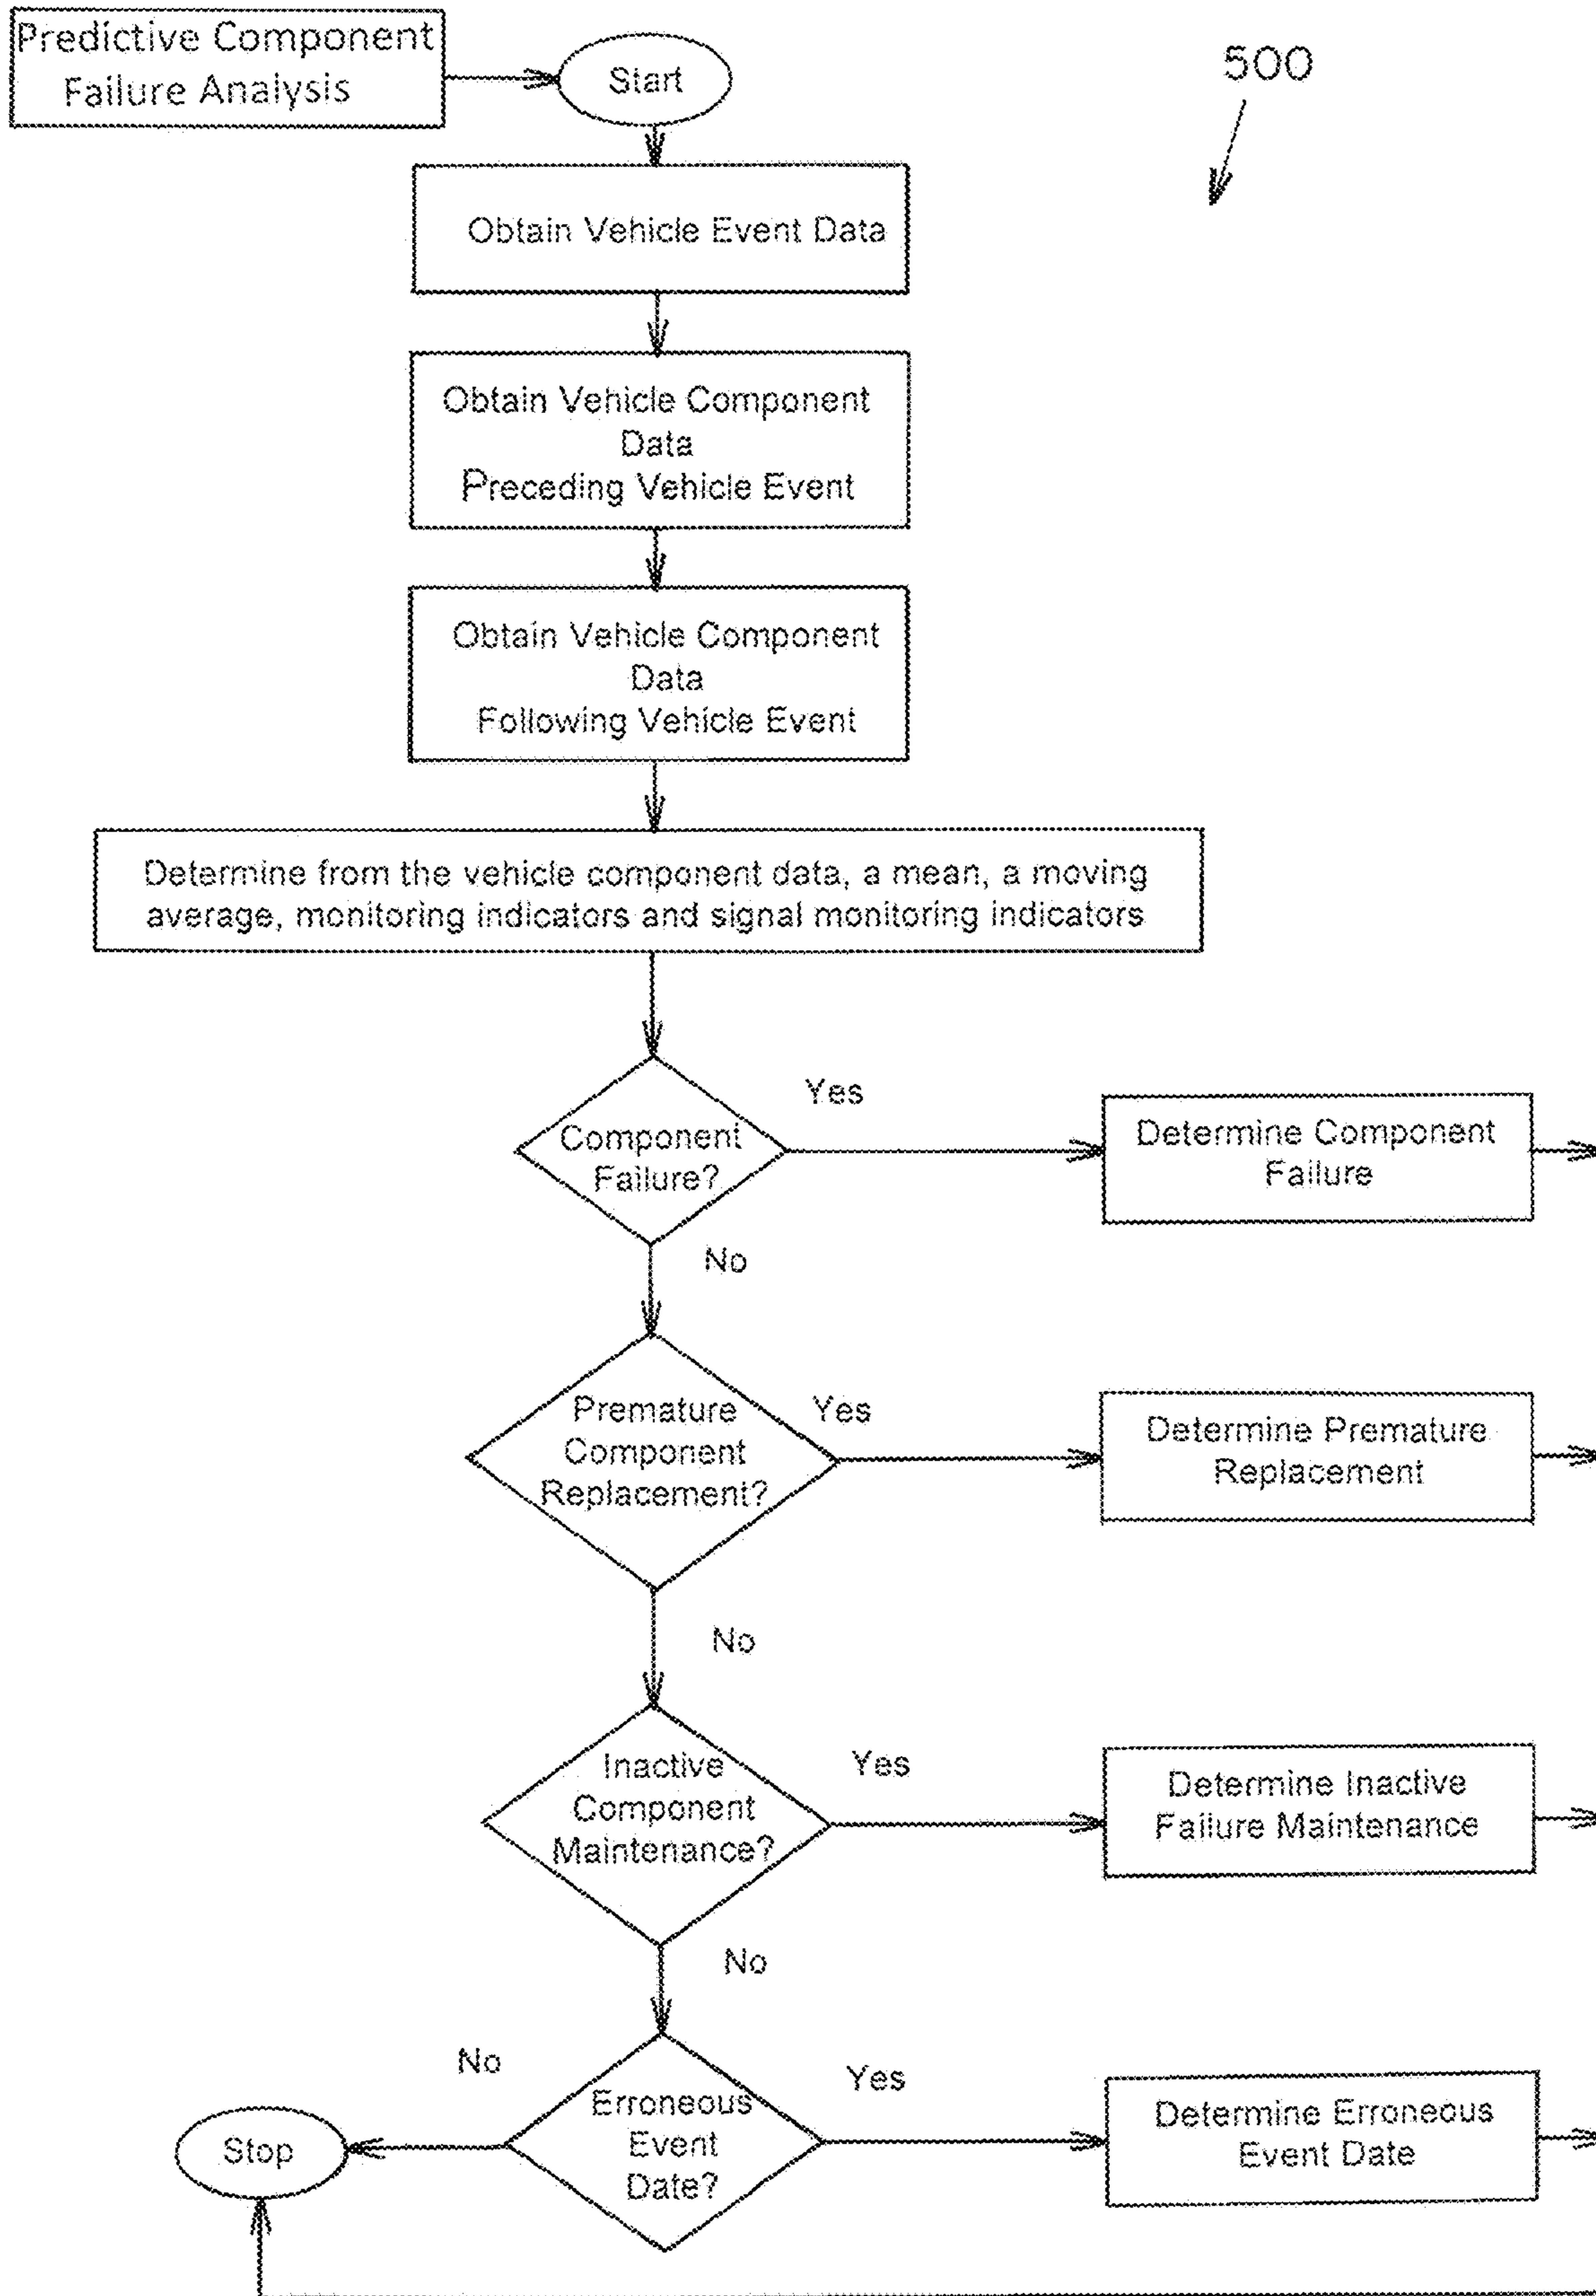 Predictive Component
Failure Analysis
Start
500
Obtain Vehicle Event Data
Obtain Vehicle Component
Data
Preceding Vehicle Event
Obtain Vehicle Component
Data
Following Vehicle Event
Determine from the vehicle component data, a mean, a moving
average, monitoring indicators and signal monitoring indicators
Component
Failure?
Yes
Determine Component
Failure
No
Premature
Component
Replacement?
Yes
Determine Premature
Replacement
No
Inactive
Component
Maintenance?
Yes
Determine Inactive
Failure Maintenance
No
Erroneous
Event
Date?
No
Stop
Yes
Determine Erroneous
Event Date